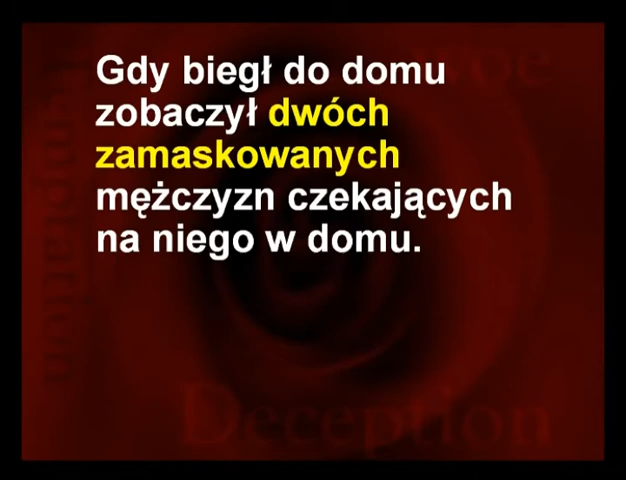 Gdy biegł do domu
zobaczył dwóch
zamaskowanych
mężczyzn czekających
na niego w domu.
Deception